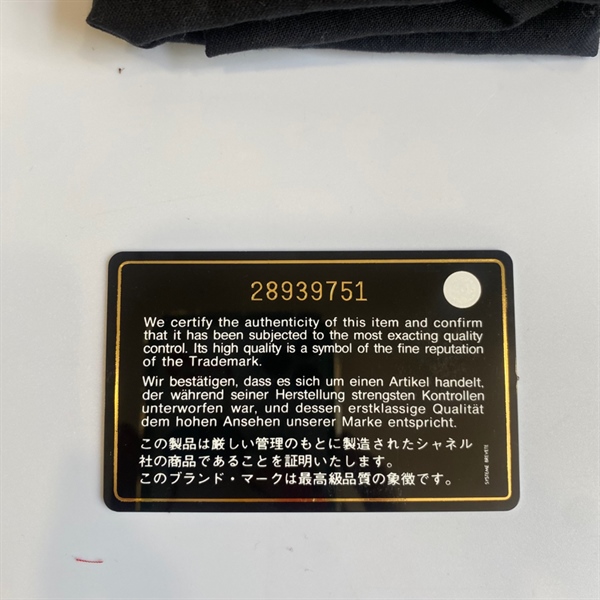 28939751
We certify the authenticity of this item and confirm
that it has been subjected to the most exacting quality
control. Its high quality is a symbol of the fine reputation
of the Trademark.
Wir bestätigen, dass es sich um einen Artikel handelt,
der während seiner Herstellung strengsten Kontrollen
unterworfen war, und dessen erstklassige Qualität
dem hohen Ansehen unserer Marke entspricht.
この製品は厳しい管理のもとに製造されたシャネル
社の商品であることを証明いたします。
このブランド・マークは最高級品質の象徴です。
SYSTEME BREVETE